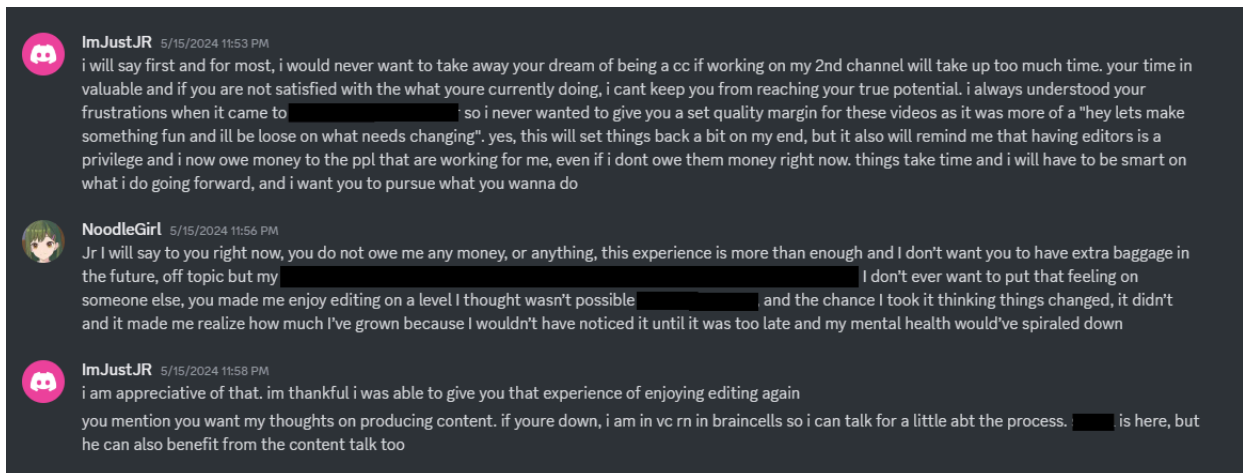 ImJustJR 5/15/2024 11:53 PM
i will say first and for most, i would never want to take away your dream of being a cc if working on my 2nd channel will take up too much time. your time in
valuable and if you are not satisfied with the what youre currently doing, i cant keep you from reaching your true potential. i always understood your
frustrations when it came to so i never wanted to give you a set quality margin for these videos as it was more of a "hey lets make
something fun and ill be loose on what needs changing". yes, this will set things back a bit on my end, but it also will remind me that having editors is a
privilege and i now owe money to the ppl that are working for me, even if i dont owe them money right now. things take time and i will have to be smart on
what i do going forward, and i want you to pursue what you wanna do
NoodleGirl 5/15/2024 11:56 PM
Jr I will say to you right now, you do not owe me any money, or anything, this experience is more than enough and I don't want you to have extra baggage in
the future, off topic but my I don't ever want to put that feeling on
someone else, you made me enjoy editing on a level I thought wasn't possible , and the chance I took it thinking things changed, it didn't
and it made me realize how much I've grown because I wouldn't have noticed it until it was too late and my mental health would've spiraled down
ImJustJR 5/15/2024 11:58 PM
i am appreciative of that. im thankful i was able to give you that experience of enjoying editing again
you mention you want my thoughts on producing content. if youre down, i am in vc rn in braincells so i can talk for a little abt the process. is here, but
he can also benefit from the content talk too